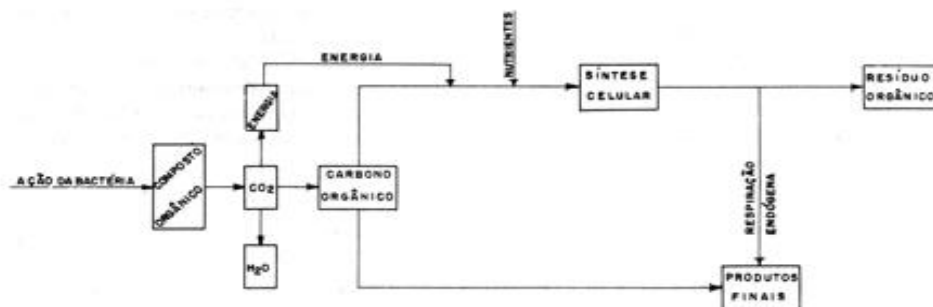 ENERGIA
NUTRIENTES
SÍNTESE
CELULAR
RESÍDUO
ORGÂNICO
ENERGIA
AÇÃO DA BACTÉRIA
COMPOSTO
ORGÂNICO
CO2
CARBONO
ORGÂNICO
H2O
RESPIRAÇÃO
ENDÓGENA
PRODUTOS
FINAIS